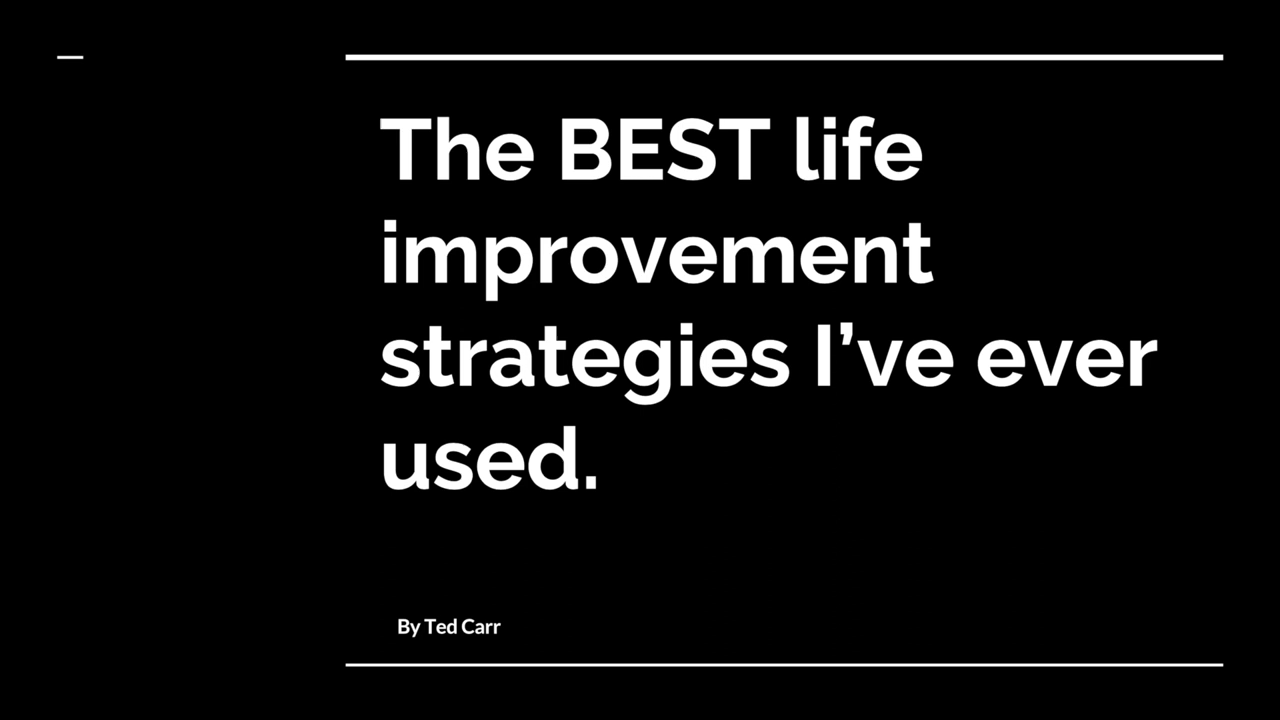 The BEST life
improvement
strategies I’ve ever
used.
By Ted Carr